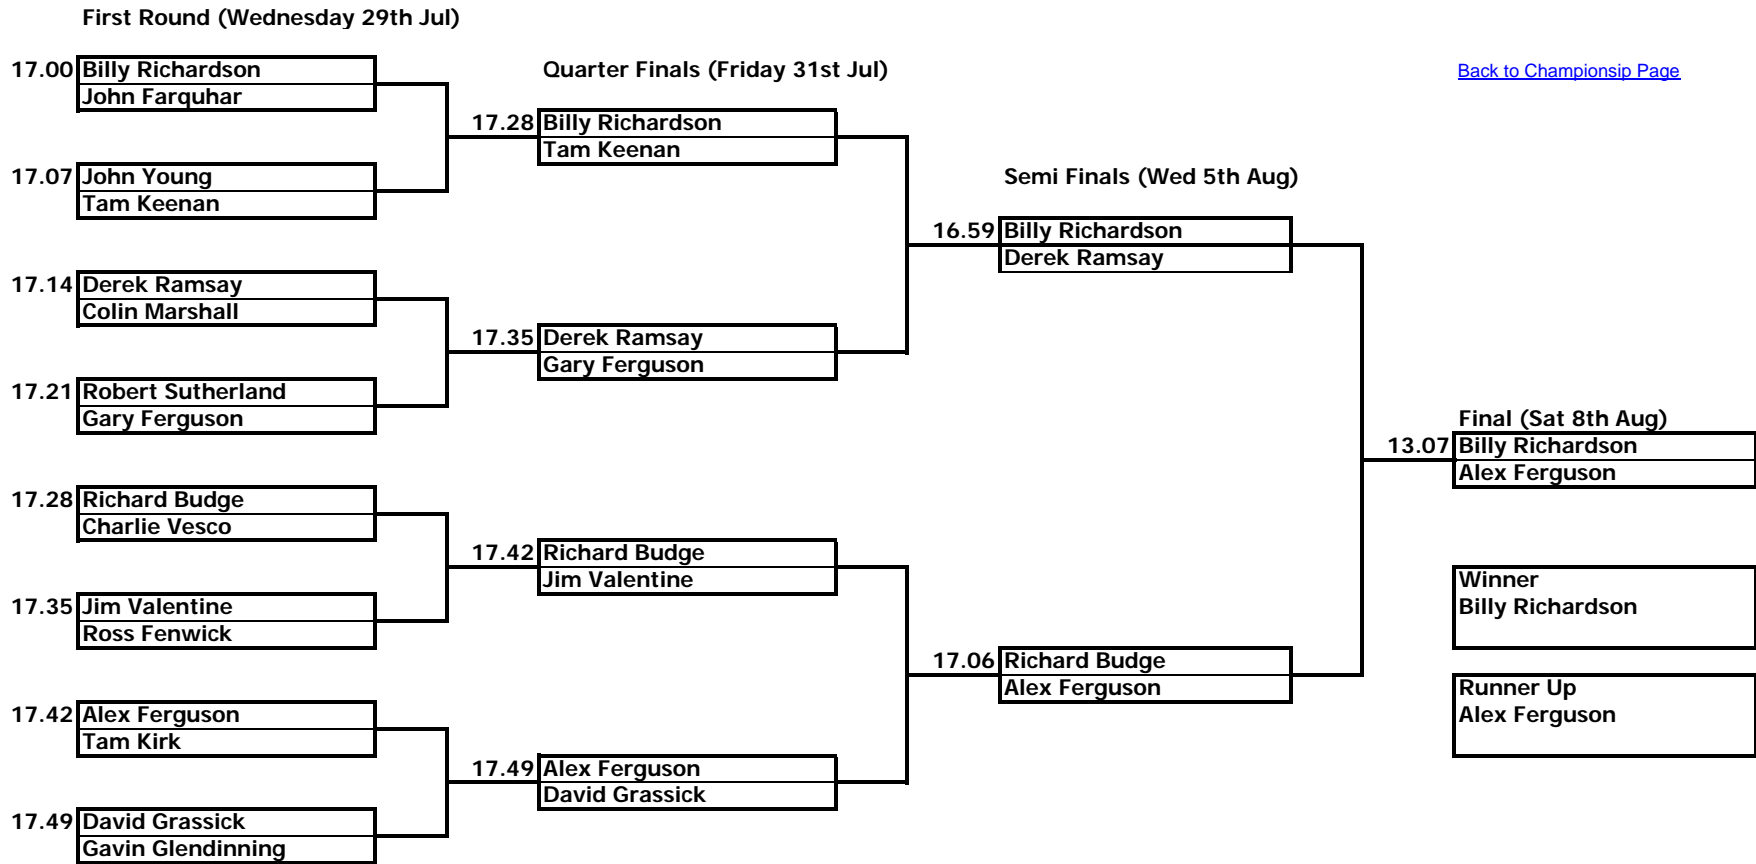 First Round (Wednesday 29th Jul)
17.00 Billy Richardson
John Farquhar
17.07 John Young
Tam Keenan
17.14 Derek Ramsay
Colin Marshall
17.21 Robert Sutherland
Gary Ferguson
17.28 Richard Budge
Charlie Vesco
17.35 Jim Valentine
Ross Fenwick
17.42 Alex Ferguson
Tam Kirk
17.49 David Grassick
Gavin Glendinning
Quarter Finals (Friday 31st Jul)
17.28 Billy Richardson
Tam Keenan
17.35 Derek Ramsay
Gary Ferguson
17.42 Richard Budge
Jim Valentine
17.49 Alex Ferguson
David Grassick
Semi Finals (Wed 5th Aug)
16.59 Billy Richardson
Derek Ramsay
17.06 Richard Budge
Alex Ferguson
Back to Championsip Page
Final (Sat 8th Aug)
13.07 Billy Richardson
Alex Ferguson
Winner
Billy Richardson
Runner Up
Alex Ferguson